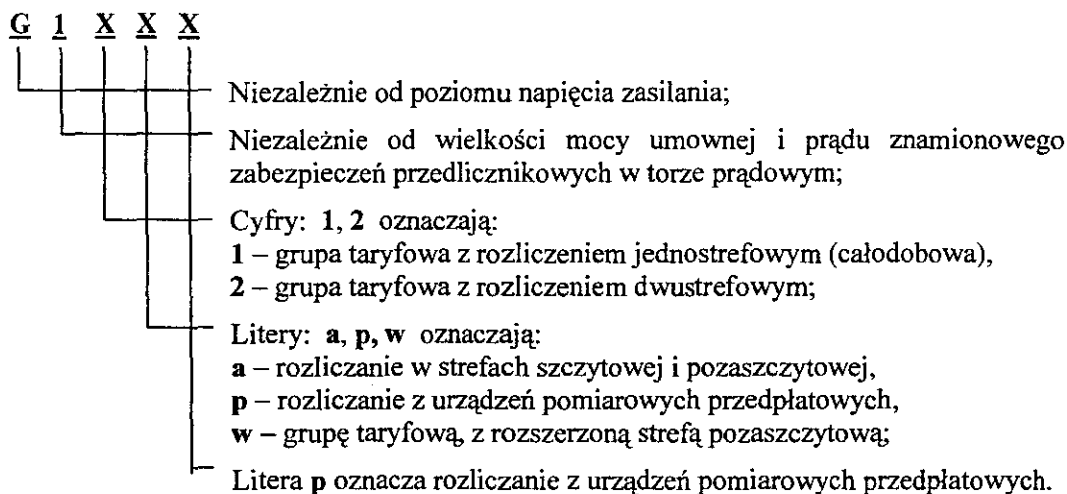 G 1 X X X
Niezależnie od poziomu napięcia zasilania;
Niezależnie od wielkości mocy umownej i prądu znamionowego
zabezpieczeń przedlicznikowych w torze prądowym;
Cyfry: 1, 2 oznaczają:
1 – grupa taryfowa z rozliczeniem jednostrefowym (całodobowa),
2 – grupa taryfowa z rozliczeniem dwustrefowym;
Litery: a, p, w oznaczają:
a – rozliczanie w strefach szczytowej i pozaszczytowej,
p – rozliczanie z urządzeń pomiarowych przedpłatowych,
w – grupę taryfową, z rozszerzoną strefą pozaszczytową;
Litera p oznacza rozliczanie z urządzeń pomiarowych przedpłatowych.